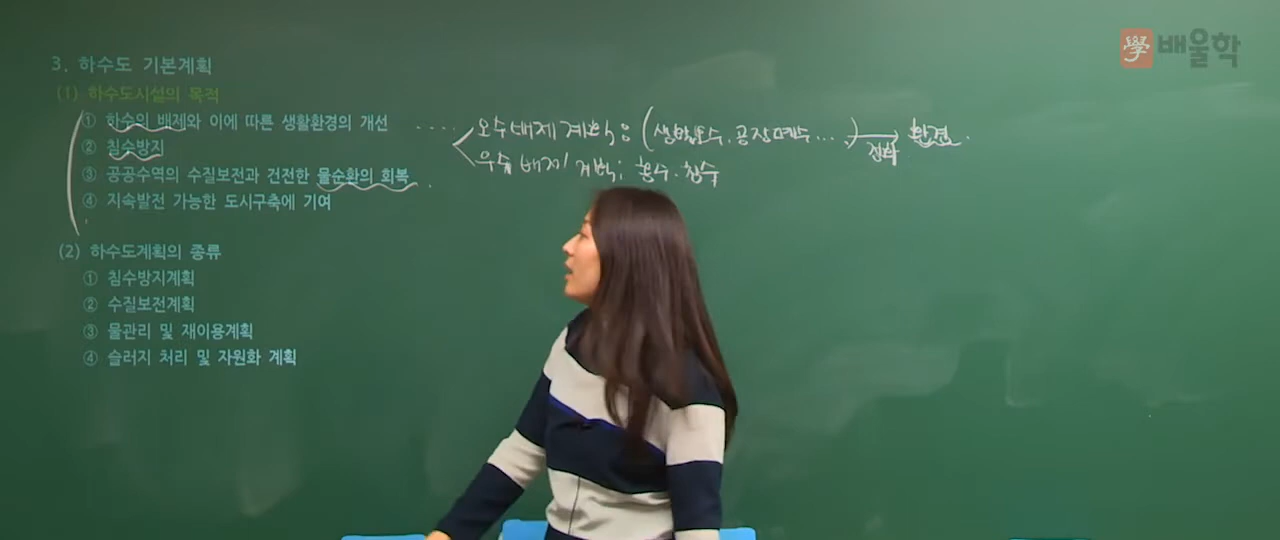 學 배울학
3. 하수도 기본계획
(1) 하수도시설의 목적
① 하수의 배제와 이에 따른 생활환경의 개선
② 침수방지
③ 공공수역의 수질보전과 건전한 물순환의 회복
④ 지속발전 가능한 도시구축에 기여
오수배제계획 : (생활오수, 공장폐수 ...) 정화 환경.
우수배제 계획 : 홍수. 침수
(2) 하수도계획의 종류
① 침수방지계획
② 수질보전계획
③ 물관리 및 재이용계획
④ 슬러지 처리 및 자원화 계획